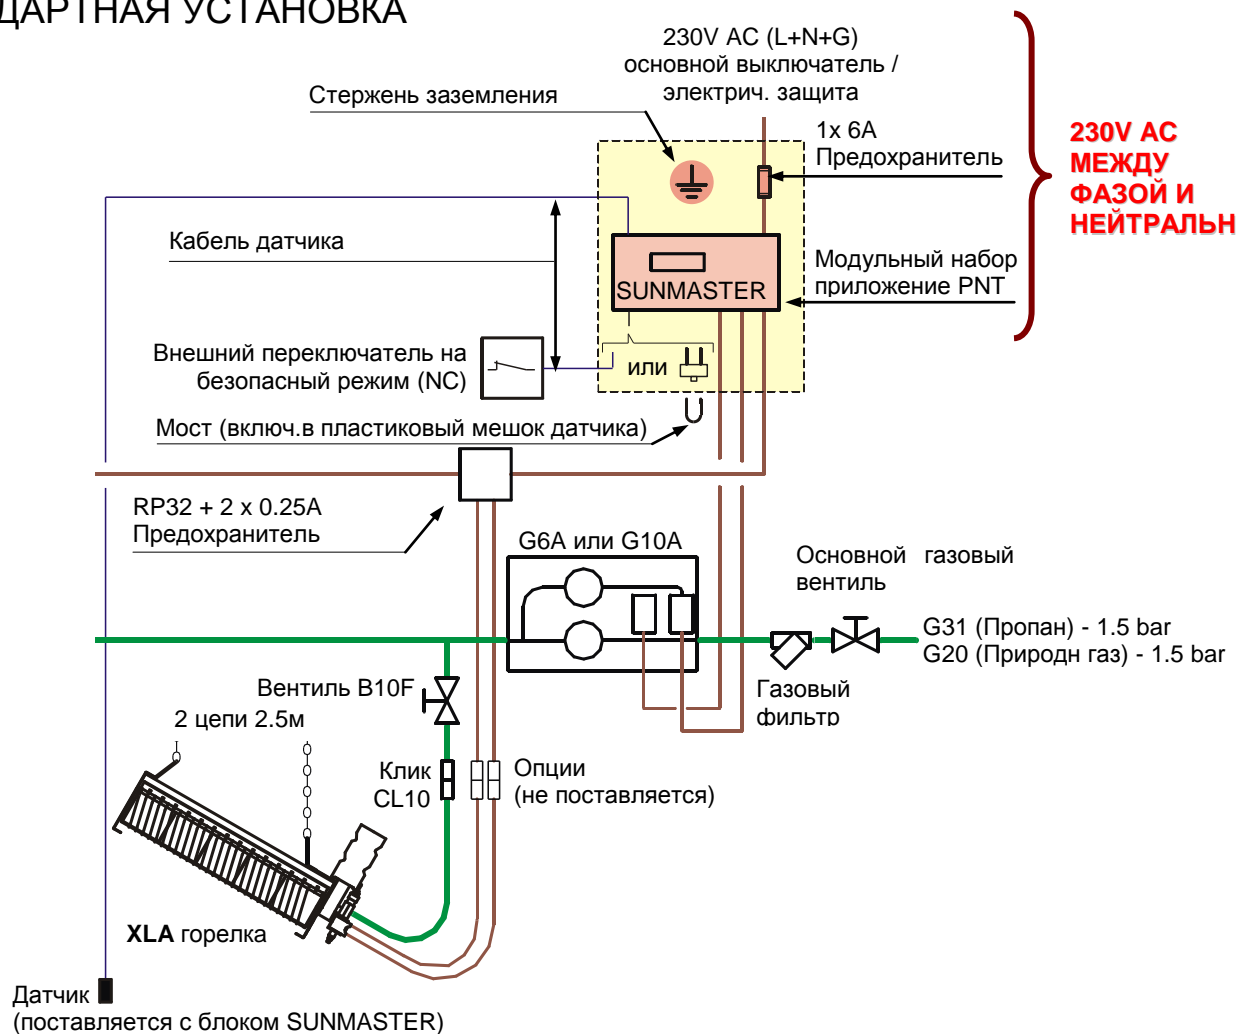 ДАРТНАЯ УСТАНОВКА
230V AC (L+N+G)
основной выключатель /
электрич. защита
Стержень заземления
1x 6A
Предохранитель
230V AC
МЕЖДУ
ФАЗОЙ И
НЕЙТРАЛЬН
Кабель датчика
Модульный набор
приложение PNT
SUNMASTER
Внешний переключатель на
безопасный режим (NC)
или
Мост (включ.в пластиковый мешок датчика)
RP32 + 2 x 0.25A
Предохранитель
G6A или G10A
Основной газовый
вентиль
G31 (Пропан) - 1.5 bar
G20 (Природн газ) - 1.5 bar
Вентиль B10F
Газовый
фильтр
2 цепи 2.5м
Клик
CL10
Опции
(не поставляется)
XLA горелка
Датчик
(поставляется с блоком SUNMASTER)